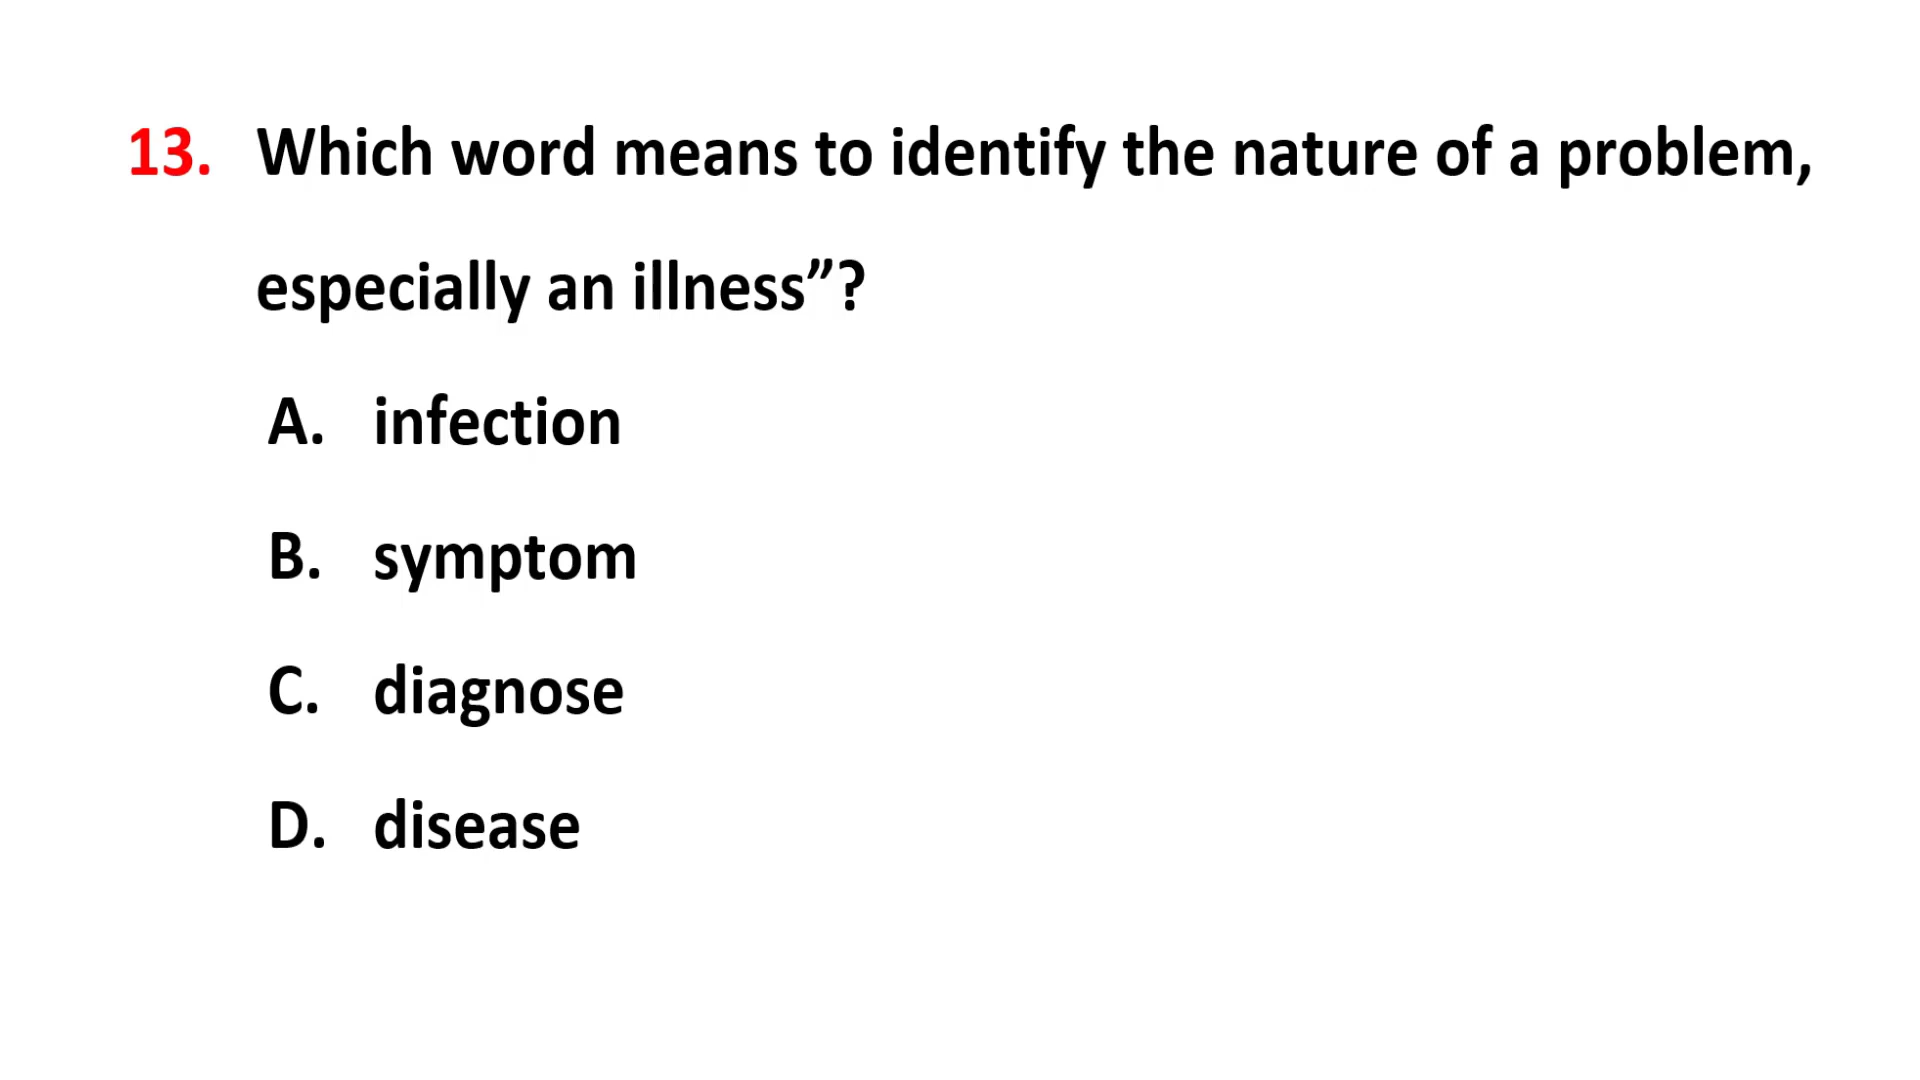 13. Which word means to identify the nature of a problem,
especially an illness”?
A. infection
B. symptom
C. diagnose
D. disease